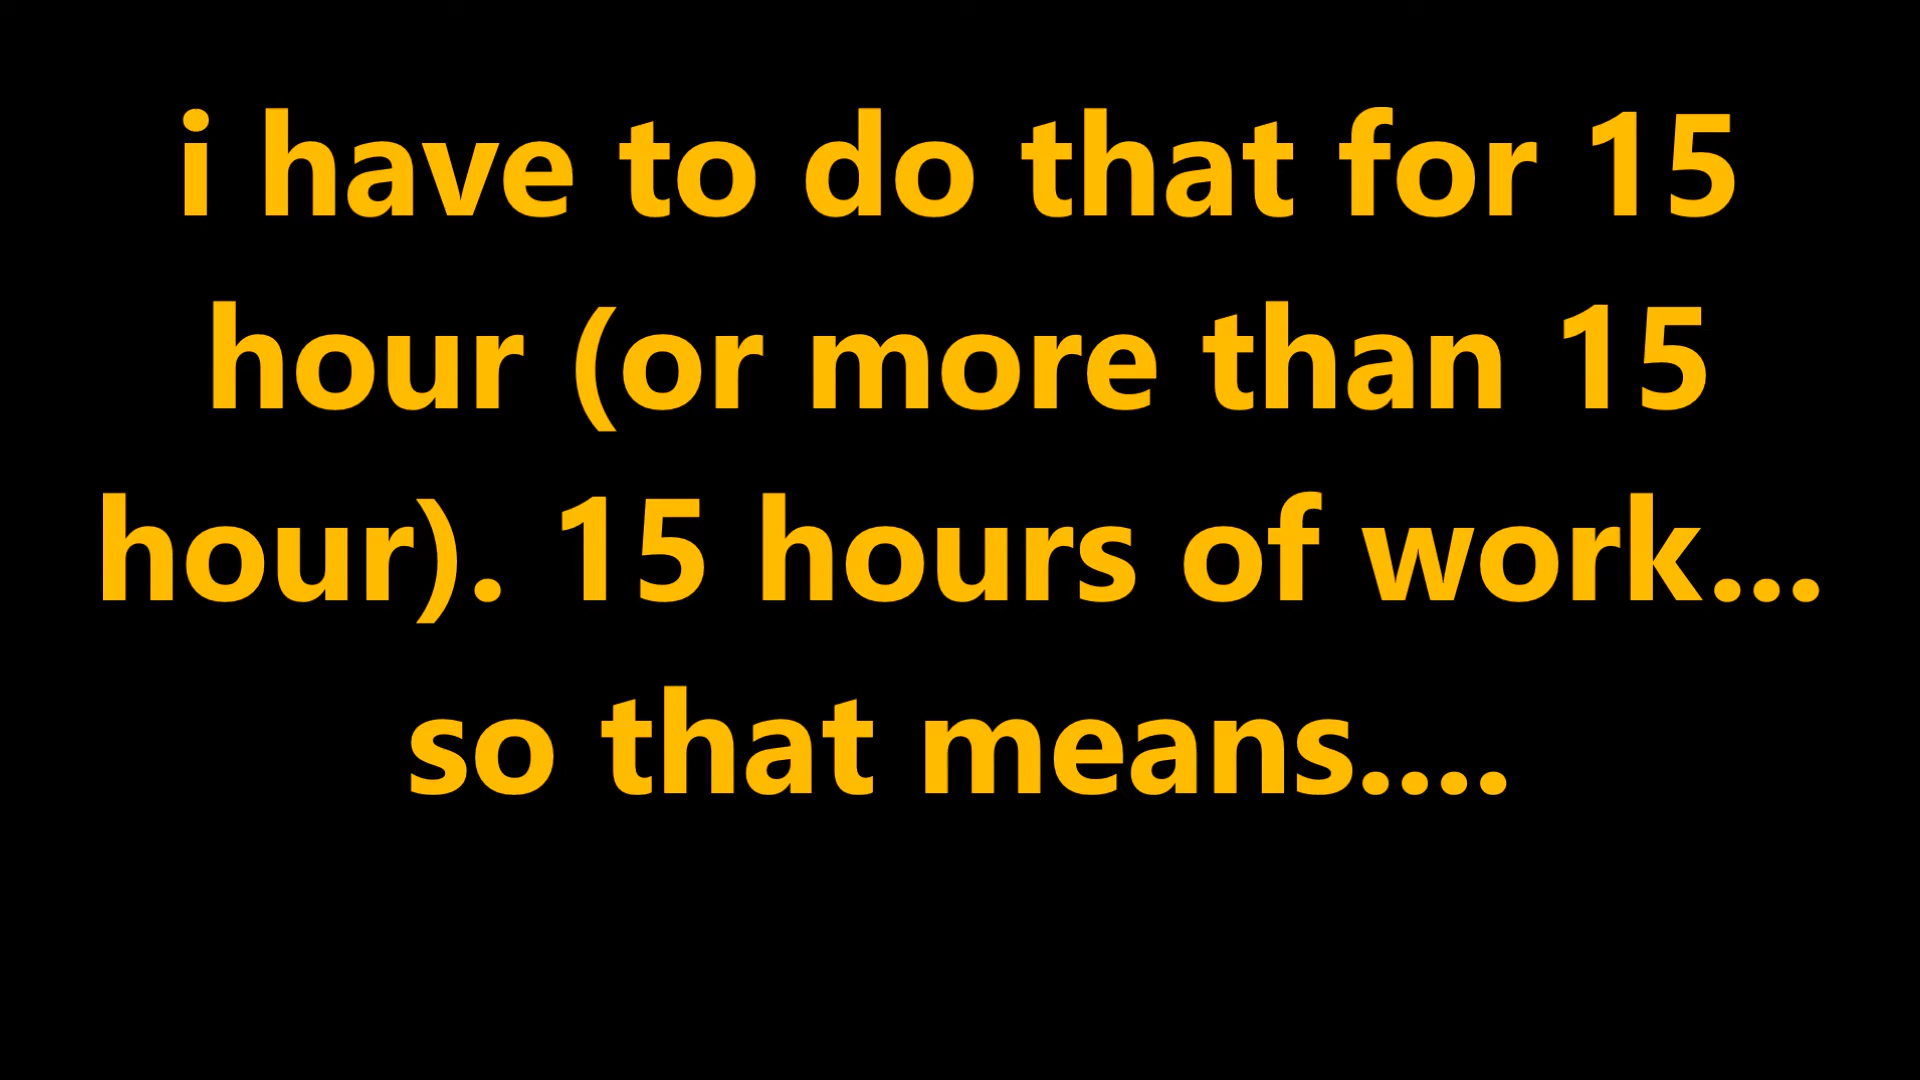 i have to do that for 15
hour (or more than 15
hour). 15 hours of work...
so that means....